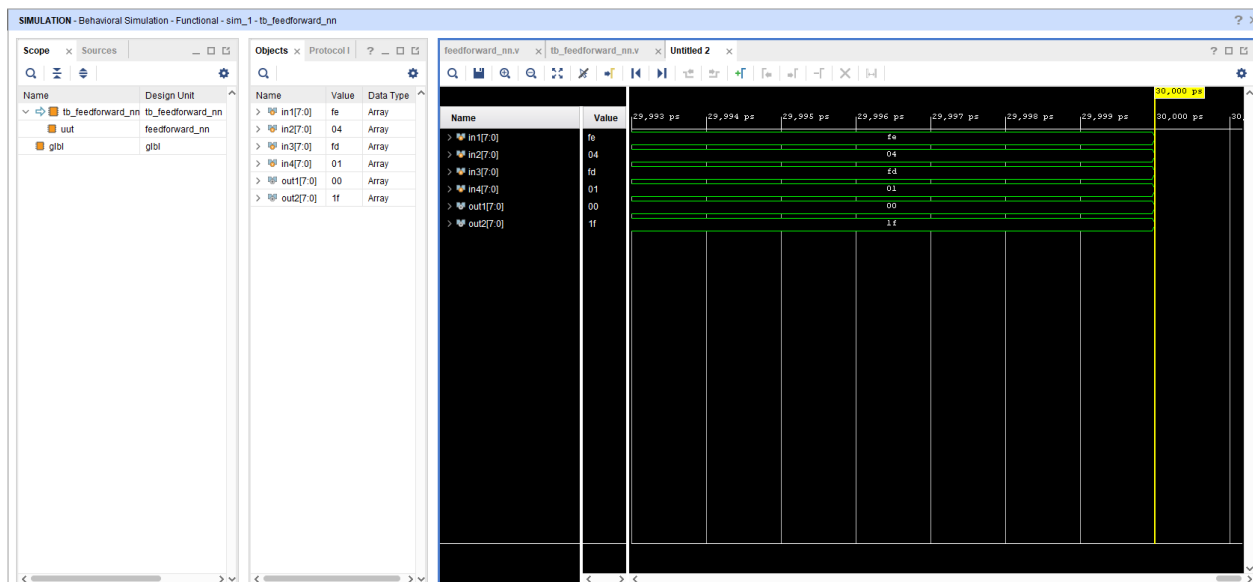 SIMULATION - Behavioral Simulation - Functional - sim_1 - tb_feedforward_nn
Scope Sources
Name Design Unit
tb_feedforward_nn tb_feedforward_nn
uut feedforward_nn
glbl glbl
Objects Protocol I
Name Value Data Type
in1[7:0] fe Array
in2[7:0] 04 Array
in3[7:0] fd Array
in4[7:0] 01 Array
out1[7:0] 00 Array
out2[7:0] 1f Array
feedforward_nn.v tb_feedforward_nn.v Untitled 2
30,000 ps
Name Value 29,993 ps 29,994 ps 29,995 ps 29,996 ps 29,997 ps 29,998 ps 29,999 ps 30,000 ps 30,
in1[7:0] fe fe
in2[7:0] 04 04
in3[7:0] fd fd
in4[7:0] 01 01
out1[7:0] 00 00
out2[7:0] 1f 1f